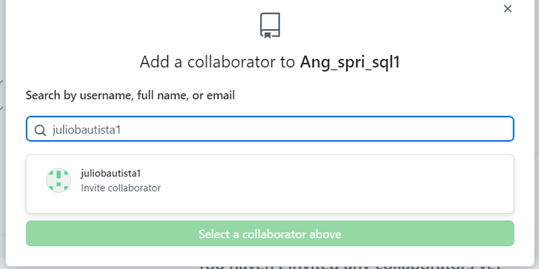 Add a collaborator to Ang_spri_sql1
Search by username, full name, or email
juliobautista1
juliobautista1
Invite collaborator
Select a collaborator above
You haven't invited any collaborators yet